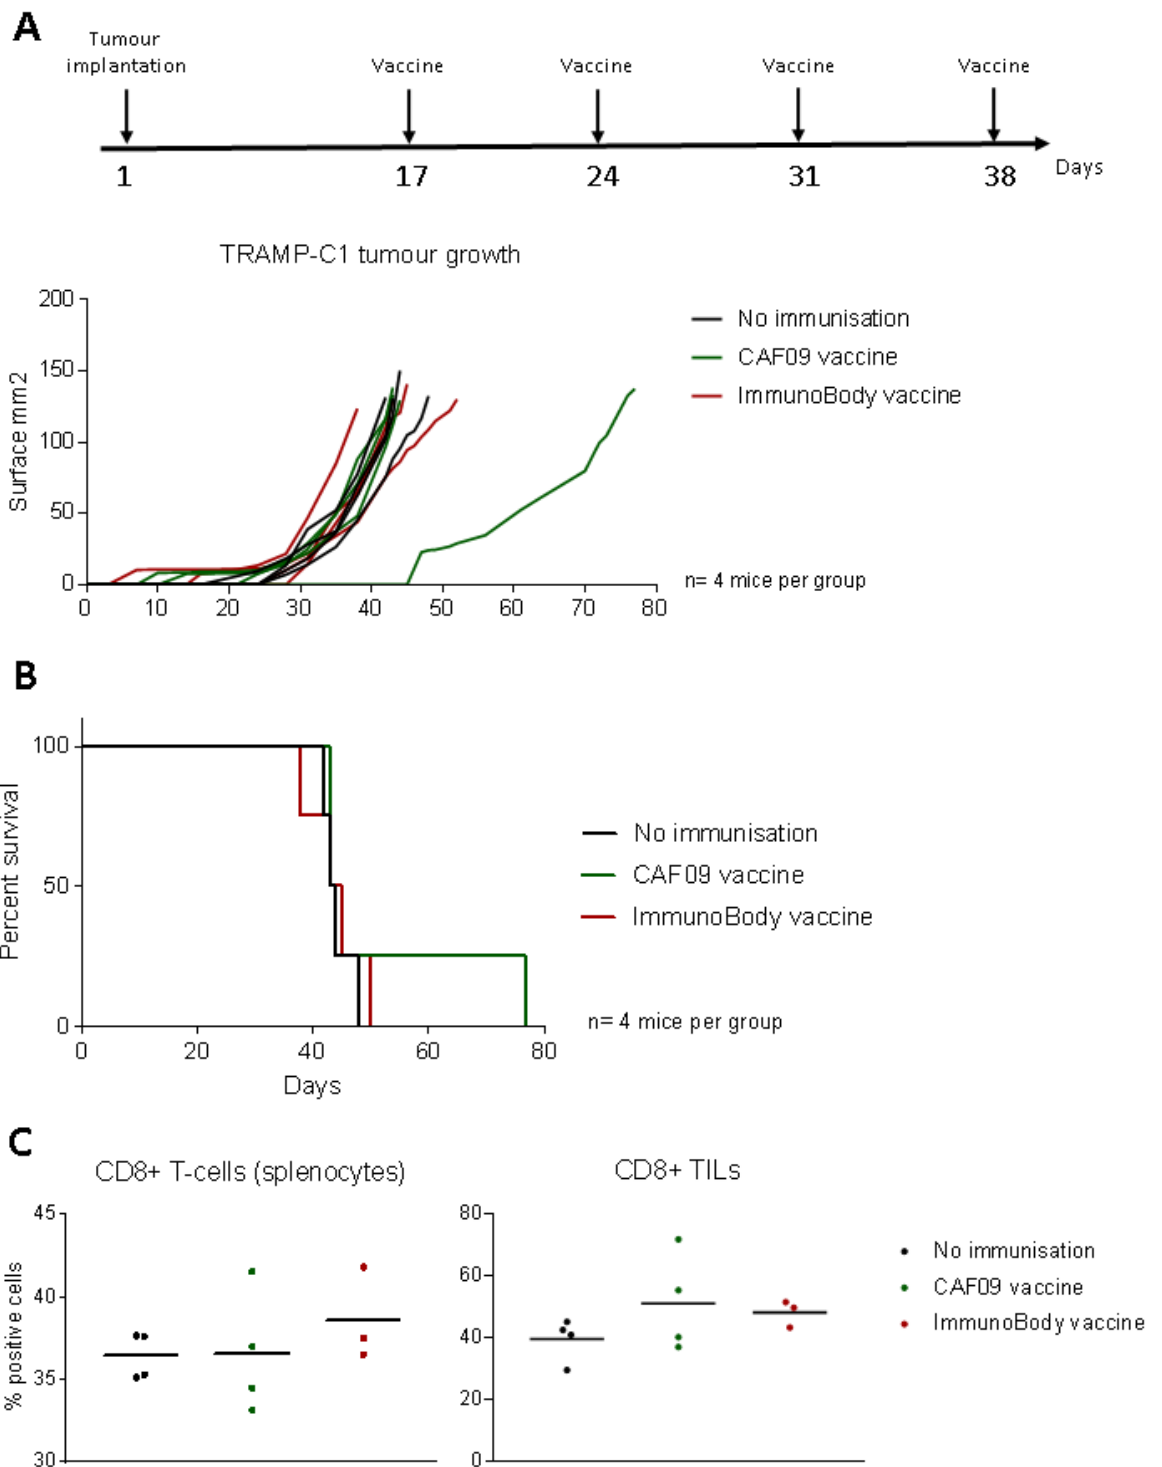 A
Tumour
implantation
Vaccine
Vaccine
Vaccine
Vaccine
1
17
24
31
38
Days
TRAMP-C1 tumour growth
Surface mm2
200
150
100
50
0
0
10
20
30
40
50
60
70
80
No immunisation
CAF09 vaccine
ImmunoBody vaccine
n= 4 mice per group
B
Percent survival
100
50
0
0
20
40
60
80
Days
No immunisation
CAF09 vaccine
ImmunoBody vaccine
n= 4 mice per group
C
CD8+ T-cells (splenocytes)
% positive cells
45
40
35
30
CD8+ TILs
80
60
40
20
0
No immunisation
CAF09 vaccine
ImmunoBody vaccine